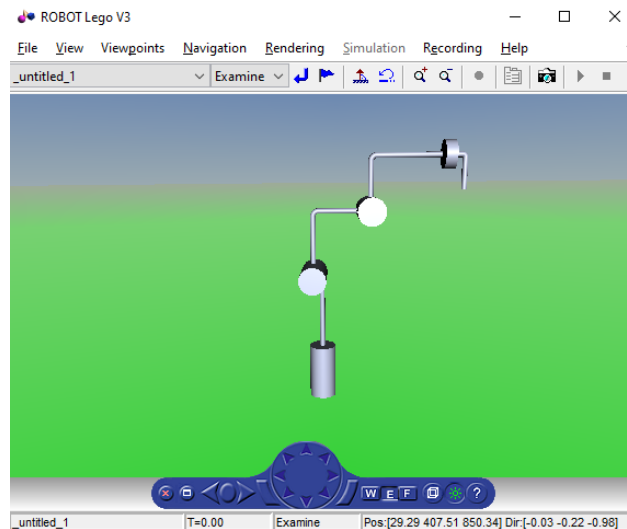 ROBOT Lego V3
File View Viewpoints Navigation Rendering Simulation Recording Help
_untitled_1 Examine
W E F ?
_untitled_1 T=0.00 Examine Pos:[29.29 407.51 850.34] Dir:[-0.03 -0.22 -0.98]